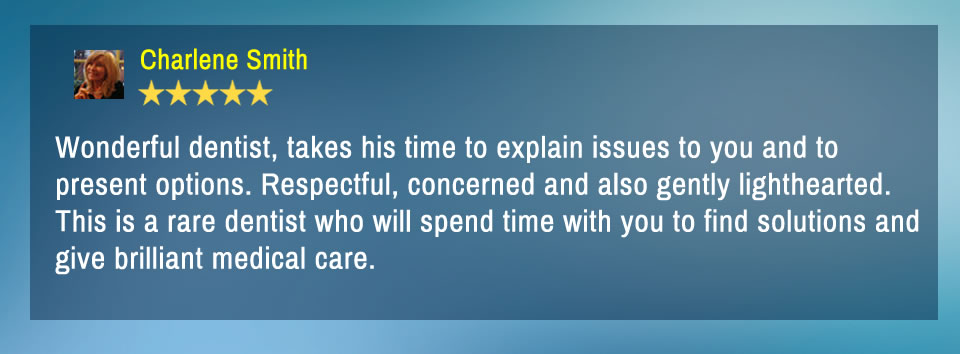 Charlene Smith
Wonderful dentist, takes his time to explain issues to you and to
present options. Respectful, concerned and also gently lighthearted.
This is a rare dentist who will spend time with you to find solutions and
give brilliant medical care.